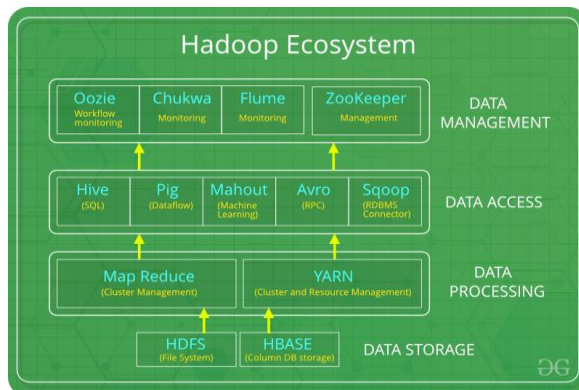 Hadoop Ecosystem
Oozie
Workflow
monitoring
Chukwa
Monitoring
Flume
Monitoring
ZooKeeper
Management
DATA
MANAGEMENT
Hive
(SQL)
Pig
(Dataflow)
Mahout
(Machine
Learning)
Avro
(RPC)
Sqoop
(RDBMS
Connector)
DATA ACCESS
Map Reduce
(Cluster Management)
YARN
(Cluster and Resource Management)
DATA
PROCESSING
HDFS
(File System)
HBASE
(Column DB storage)
DATA STORAGE